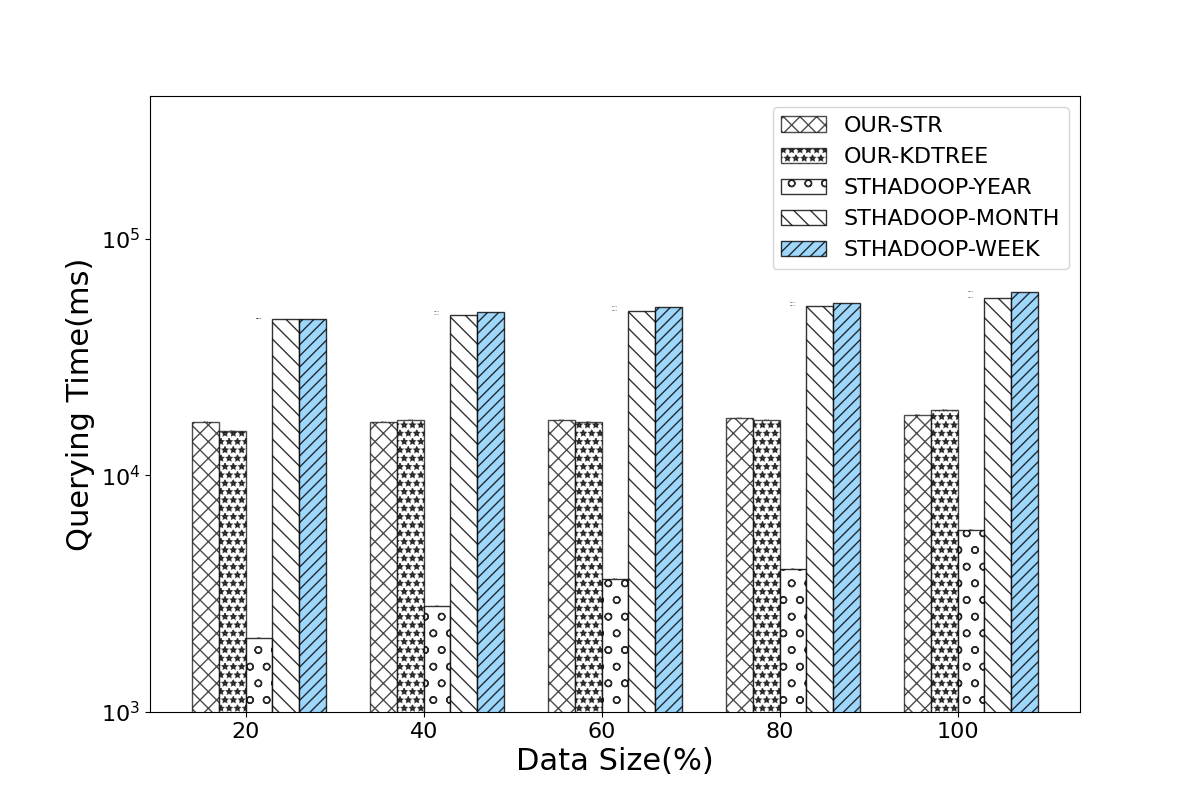 OUR-STR
OUR-KDTREE
STHADOOP-YEAR
STHADOOP-MONTH
STHADOOP-WEEK
Querying Time(ms)
10^5
10^4
10^3
20 40 60 80 100
Data Size(%)